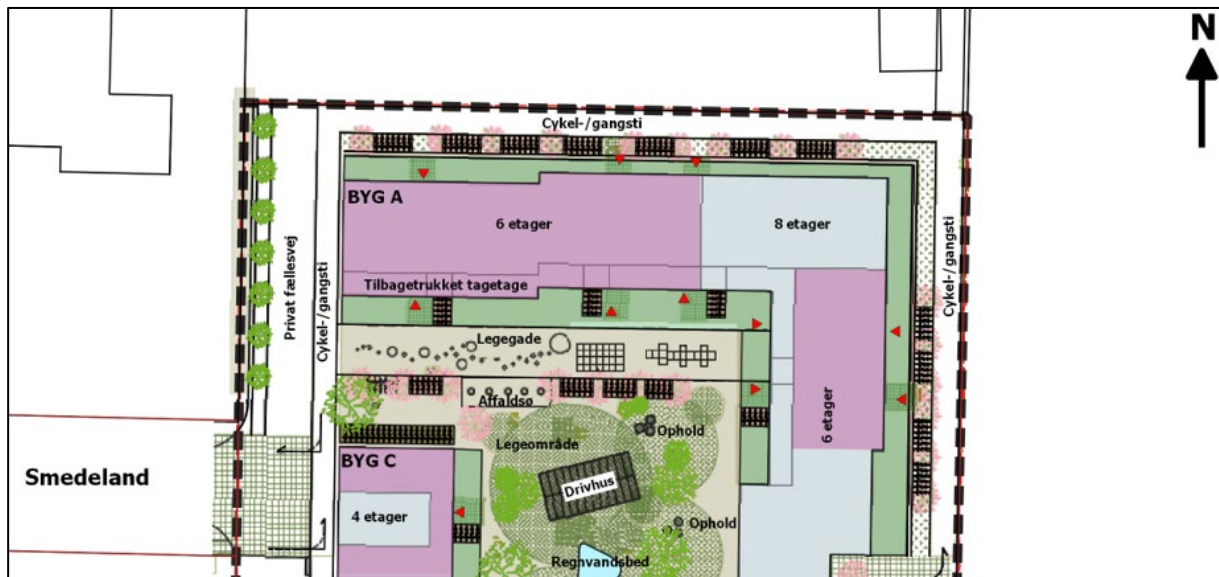 N
Cykel-/gangsti
BYG A
6 etager
8 etager
Tilbagetrukket tagetage
Privat fællesvej
Cykel-/gangsti
Cykel-/gangsti
Legegade
6 etager
Affaldsø
Ophold
Legeområde
BYG C
Smedeland
Drivhus
4 etager
Ophold
Regnvandsbed